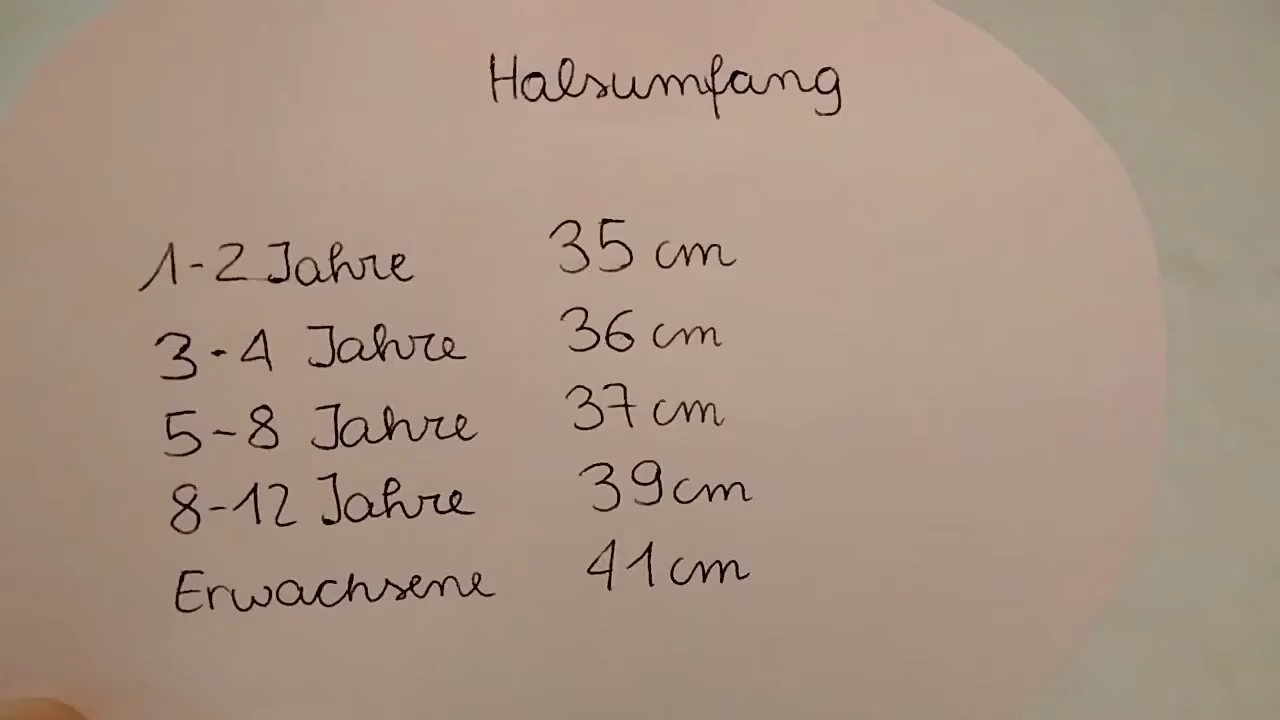 Halsumfang
1-2 Jahre 35 cm
3-4 Jahre 36 cm
5-8 Jahre 37 cm
8-12 Jahre 39 cm
Erwachsene 41 cm